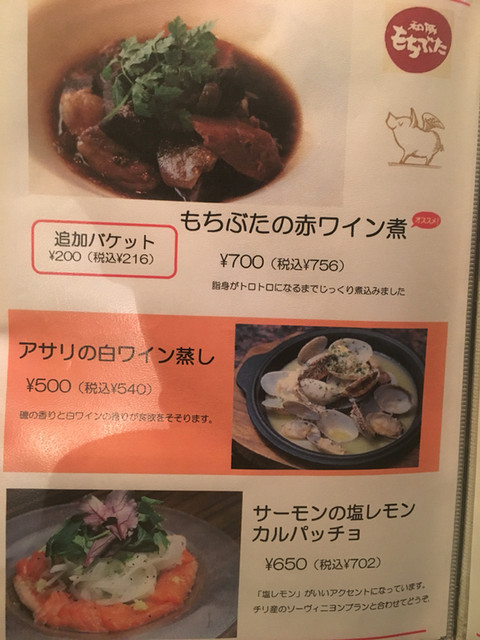 和豚
もちぶた
もちぶたの赤ワイン煮
オススメ!
追加バケット
¥200（税込¥216）
¥700（税込¥756）
脂身がトロトロになるまでじっくり煮込みました
アサリの白ワイン蒸し
¥500（税込¥540）
磯の香りと白ワインの香りが食欲をそそります。
サーモンの塩レモン
カルパッチョ
¥650（税込¥702）
「塩レモン」がいいアクセントになっています。
チリ産のソーヴィニヨンブランと合わせてどうぞ